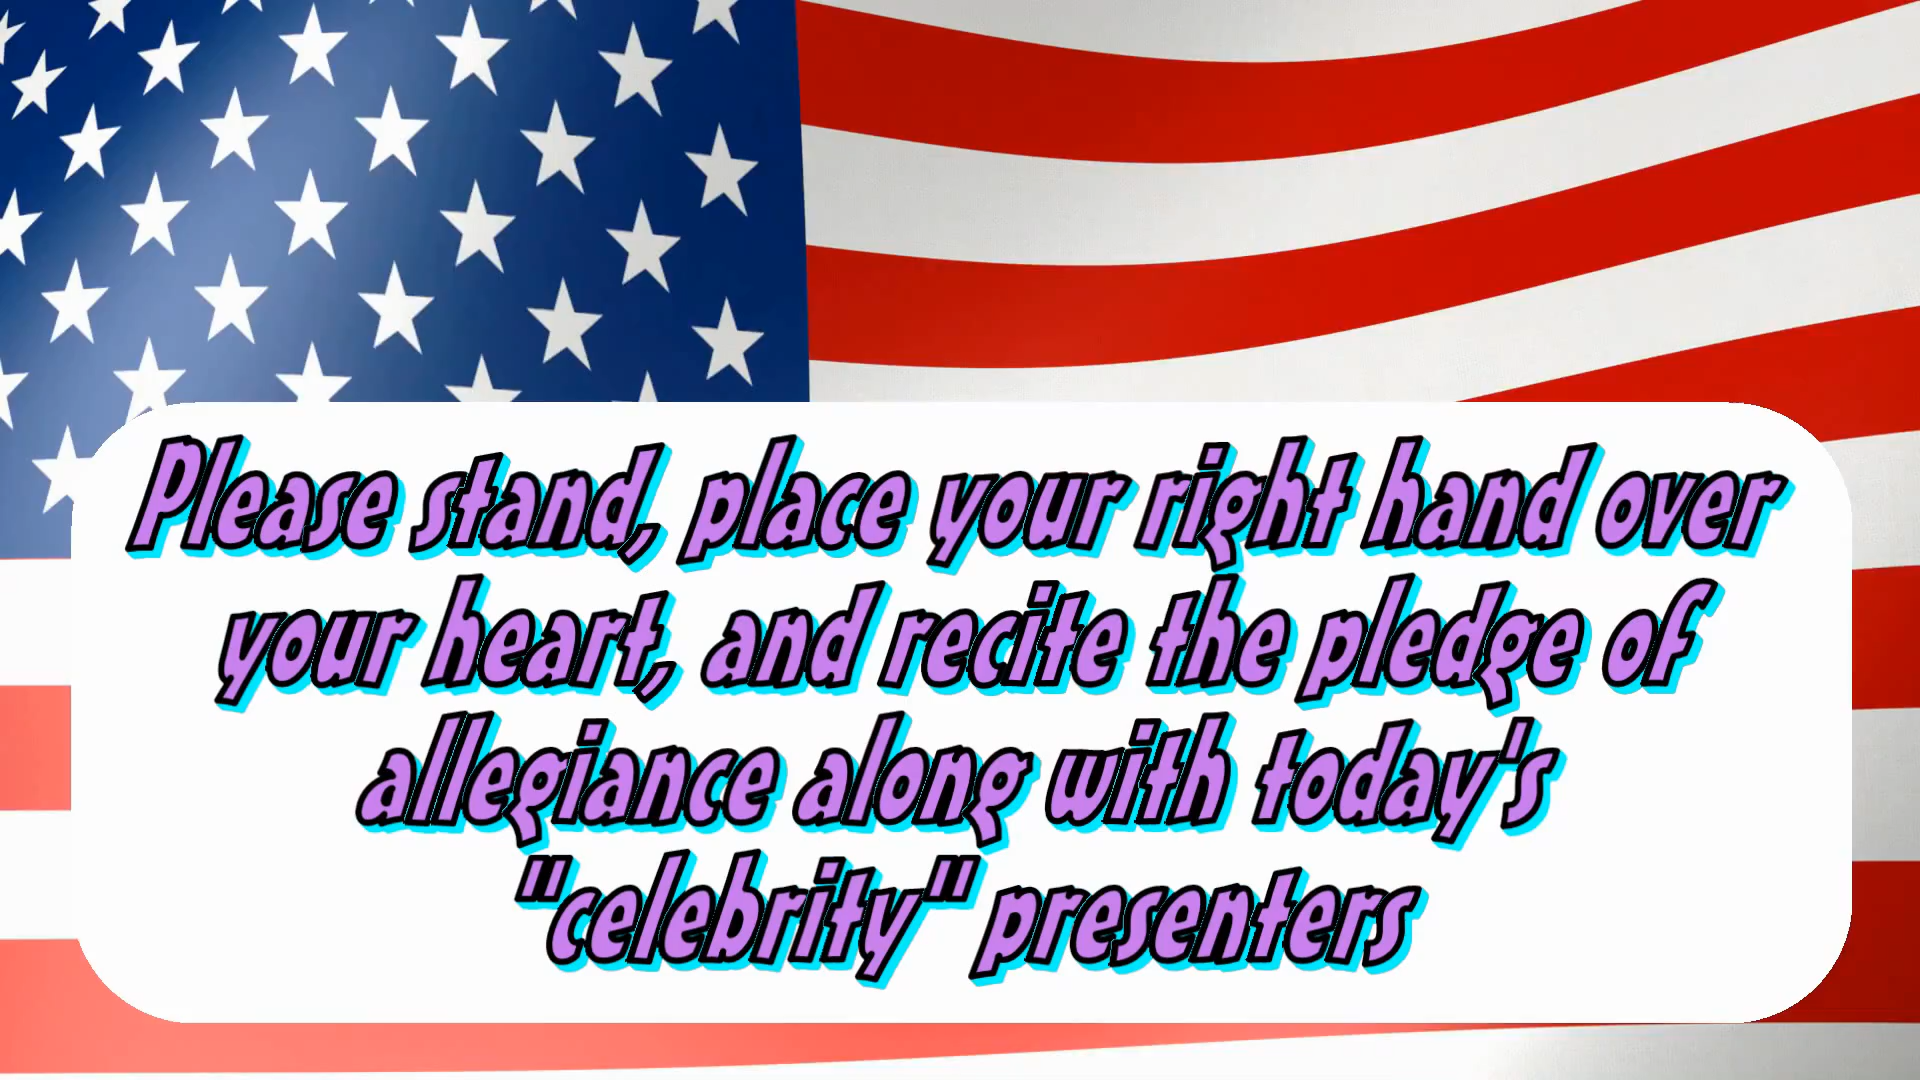 Please stand, place your right hand over
your heart, and recite the pledge of
allegiance along with today's
"celebrity" presenters